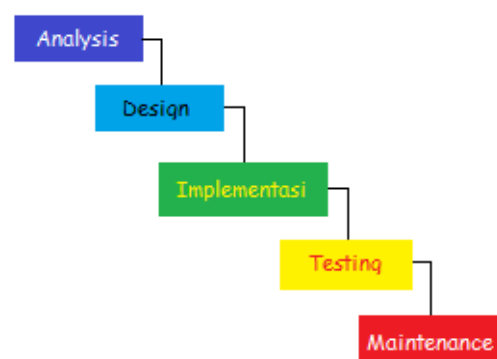 Analysis
Design
Implementasi
Testing
Maintenance